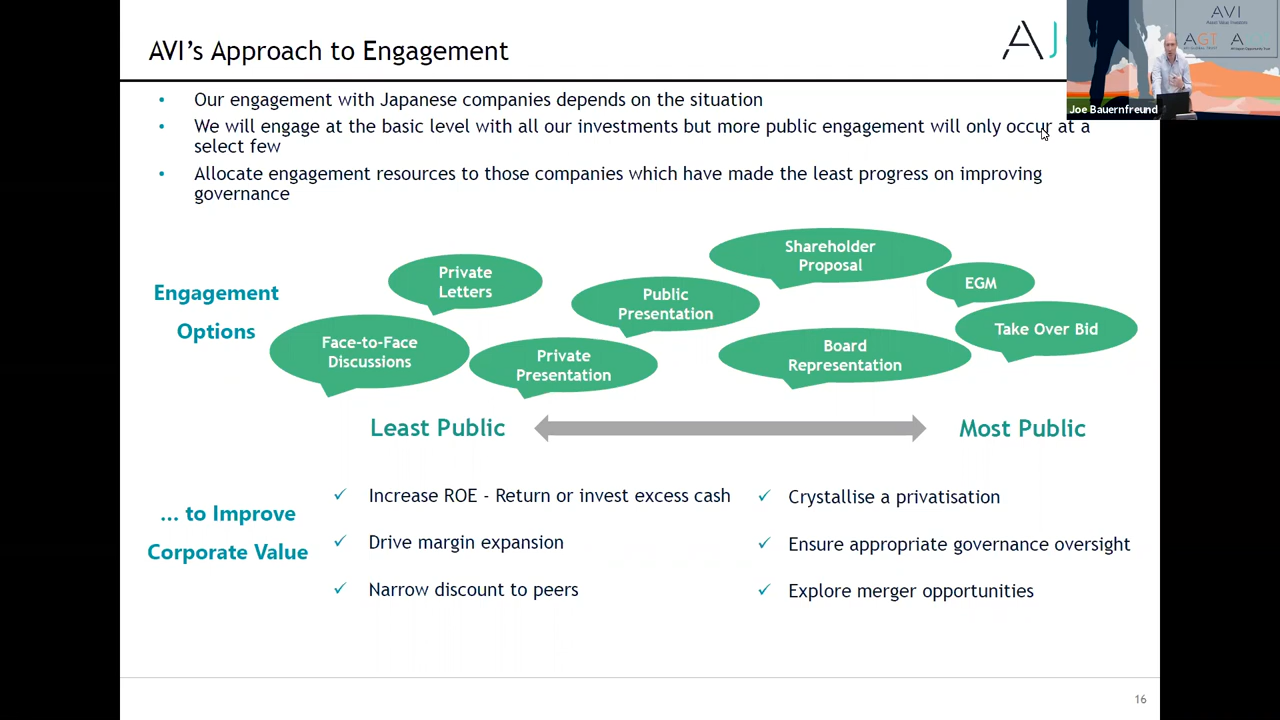 AVI's Approach to Engagement
AJ
AVI
AGT
Joe Bauernfreund
• Our engagement with Japanese companies depends on the situation
• We will engage at the basic level with all our investments but more public engagement will only occur at a
select few
• Allocate engagement resources to those companies which have made the least progress on improving
governance
Engagement
Options
Face-to-Face
Discussions
Private
Letters
Private
Presentation
Public
Presentation
Shareholder
Proposal
Board
Representation
EGM
Take Over Bid
Least Public
Most Public
... to Improve
Corporate Value
✓ Increase ROE - Return or invest excess cash
✓ Drive margin expansion
✓ Narrow discount to peers
✓ Crystallise a privatisation
✓ Ensure appropriate governance oversight
✓ Explore merger opportunities
16